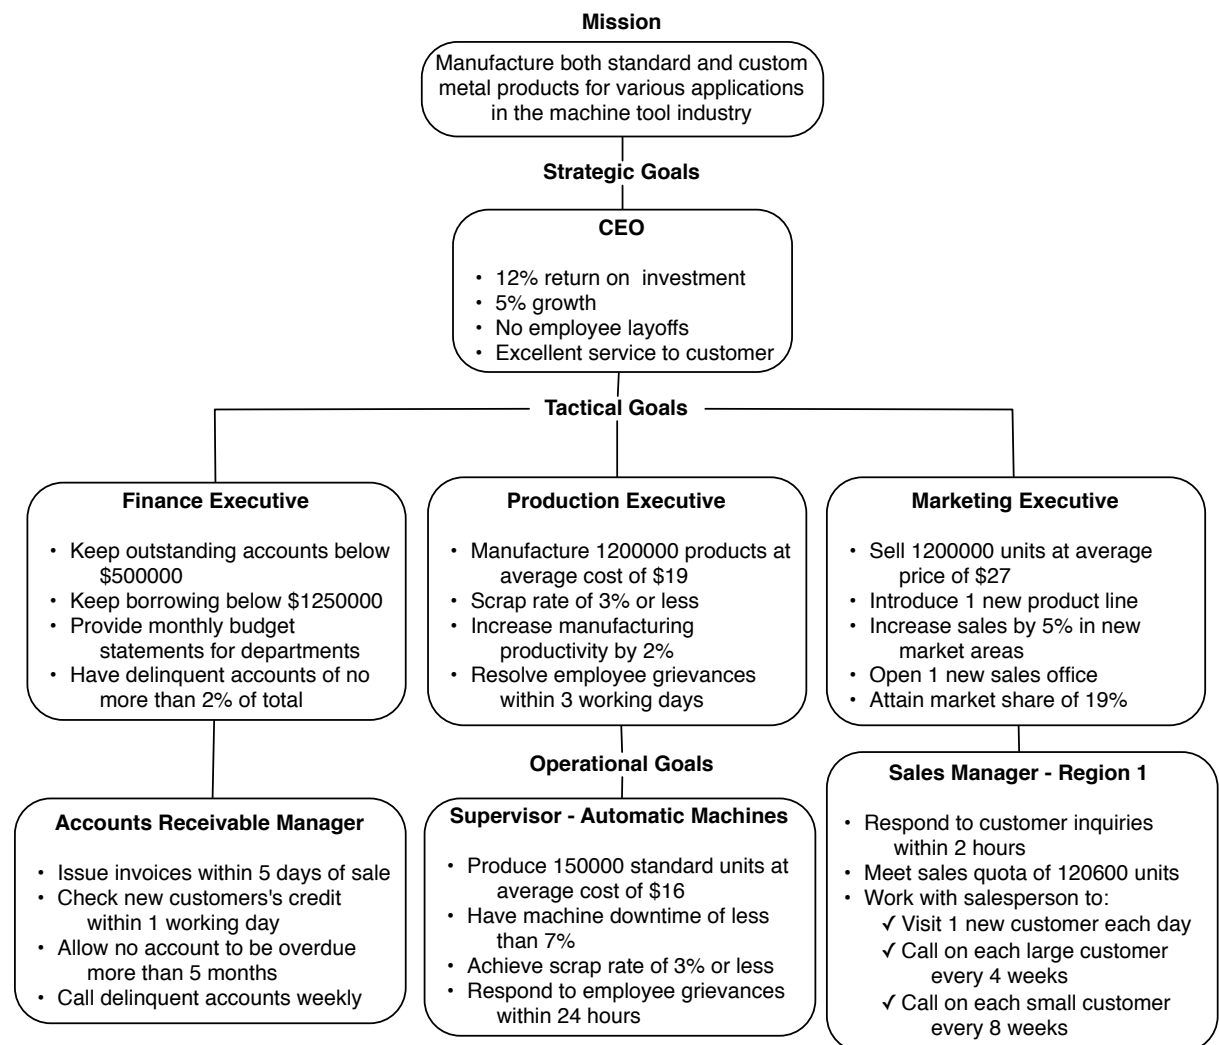 Mission
Manufacture both standard and custom
metal products for various applications
in the machine tool industry
Strategic Goals
CEO
• 12% return on investment
• 5% growth
• No employee layoffs
• Excellent service to customer
Tactical Goals
Finance Executive
• Keep outstanding accounts below
$500000
• Keep borrowing below $1250000
• Provide monthly budget
statements for departments
• Have delinquent accounts of no
more than 2% of total
Production Executive
• Manufacture 1200000 products at
average cost of $19
• Scrap rate of 3% or less
• Increase manufacturing
productivity by 2%
• Resolve employee grievances
within 3 working days
Marketing Executive
• Sell 1200000 units at average
price of $27
• Introduce 1 new product line
• Increase sales by 5% in new
market areas
• Open 1 new sales office
• Attain market share of 19%
Operational Goals
Accounts Receivable Manager
• Issue invoices within 5 days of sale
• Check new customers's credit
within 1 working day
• Allow no account to be overdue
more than 5 months
• Call delinquent accounts weekly
Supervisor - Automatic Machines
• Produce 150000 standard units at
average cost of $16
• Have machine downtime of less
than 7%
• Achieve scrap rate of 3% or less
• Respond to employee grievances
within 24 hours
Sales Manager - Region 1
• Respond to customer inquiries
within 2 hours
• Meet sales quota of 120600 units
• Work with salesperson to:
✓ Visit 1 new customer each day
✓ Call on each large customer
every 4 weeks
✓ Call on each small customer
every 8 weeks